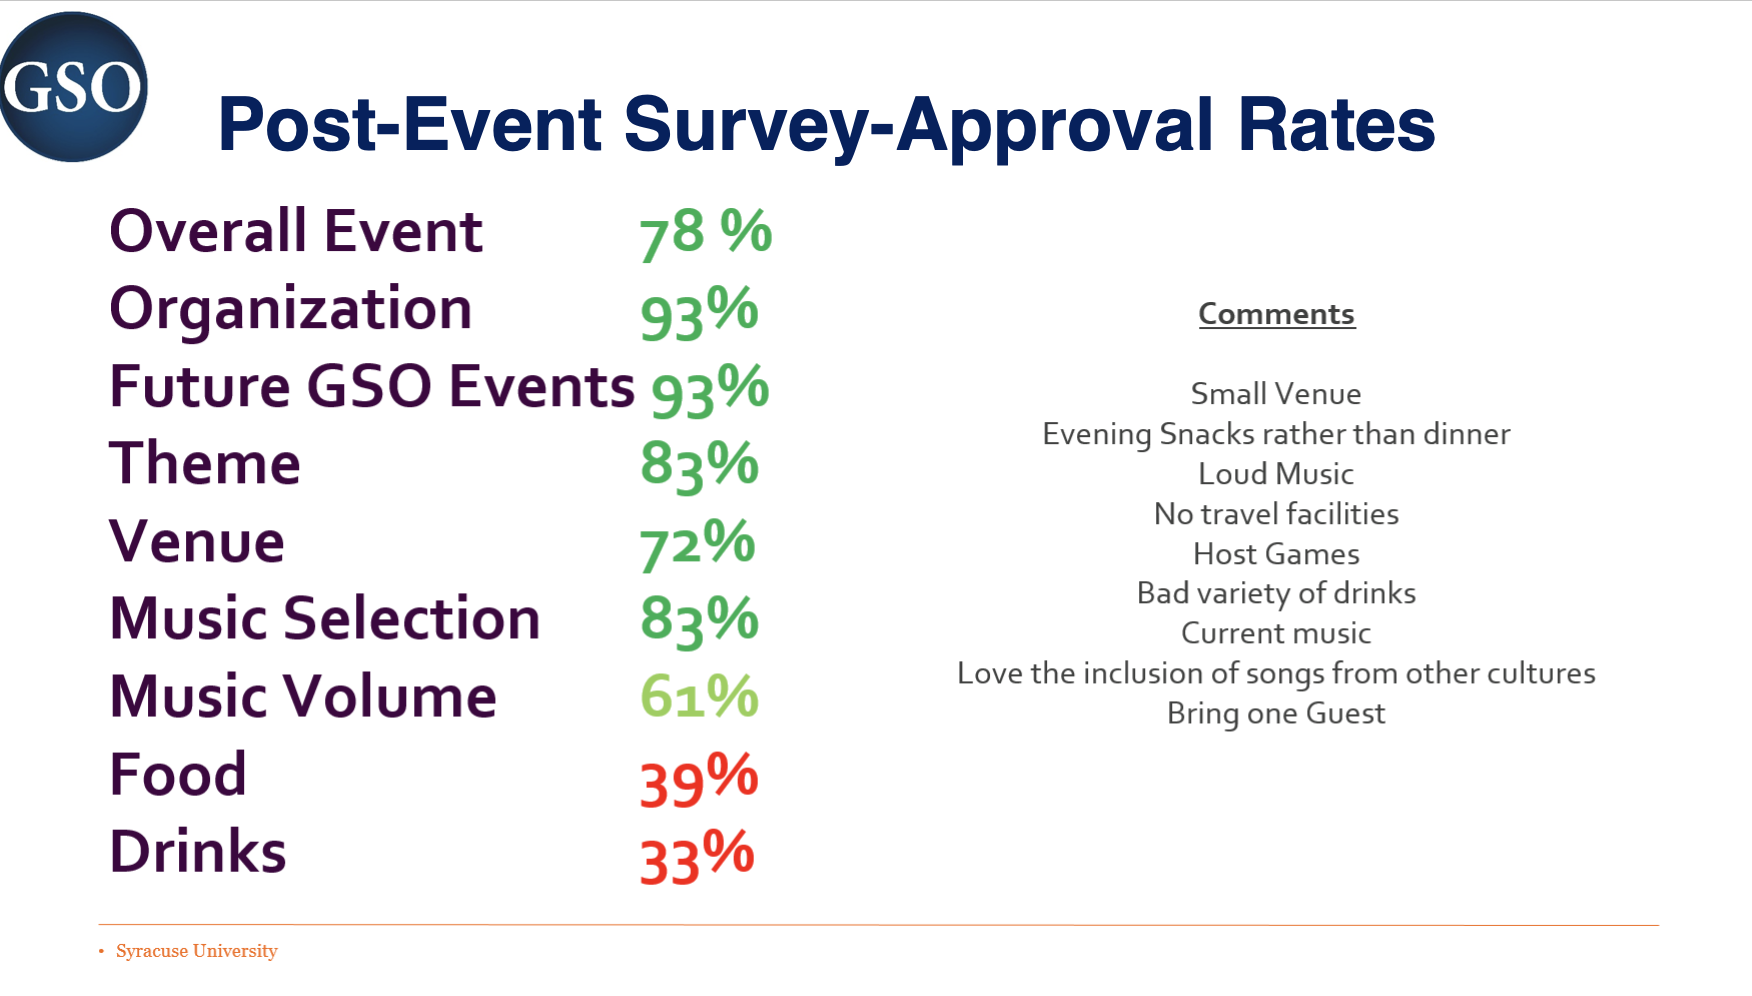 GSO
Post-Event Survey-Approval Rates
Overall Event 78 %
Organization 93%
Future GSO Events 93%
Theme 83%
Venue 72%
Music Selection 83%
Music Volume 61%
Food 39%
Drinks 33%
Comments
Small Venue
Evening Snacks rather than dinner
Loud Music
No travel facilities
Host Games
Bad variety of drinks
Current music
Love the inclusion of songs from other cultures
Bring one Guest
• Syracuse University